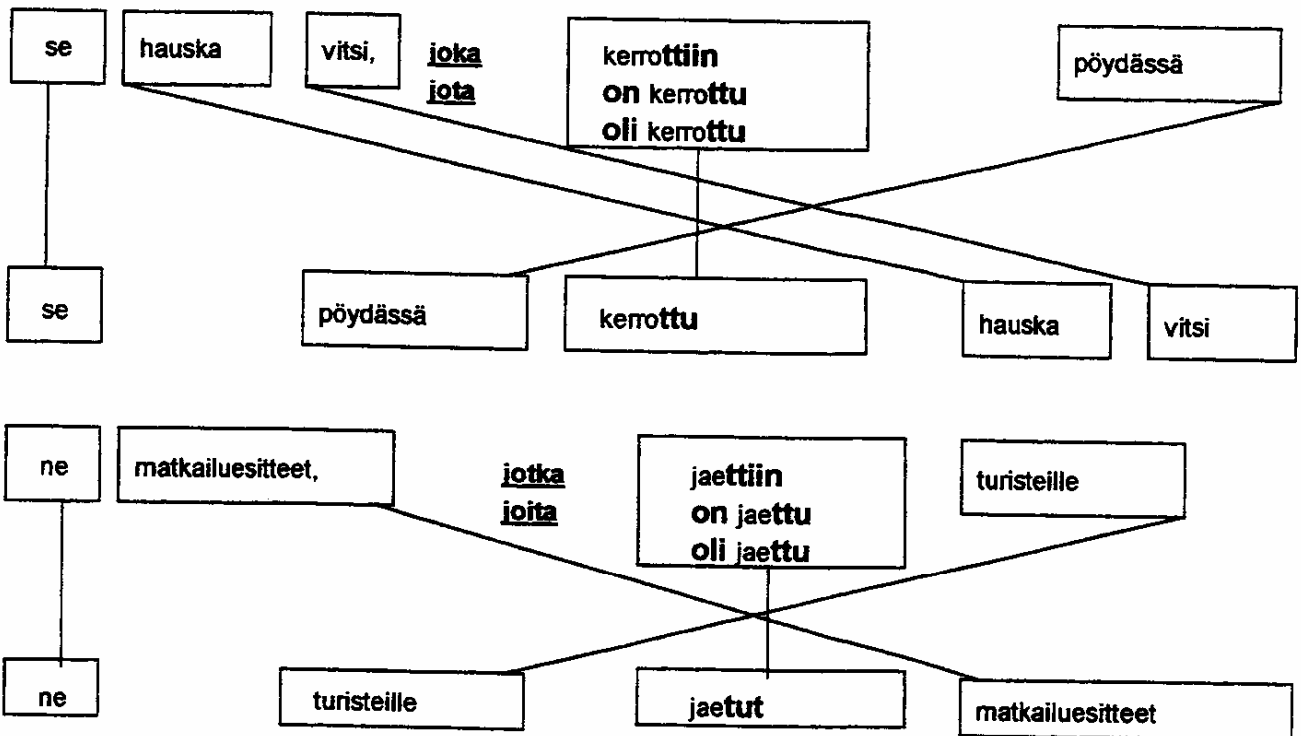 se hauska vitsi, joka kerrottiin pöydässä
jota on kerrottu
oli kerrottu
se pöydässä kerrottu hauska vitsi
ne matkailuesitteet, jotka jaettiin turisteille
joita on jaettu
oli jaettu
ne turisteille jaetut matkailuesitteet